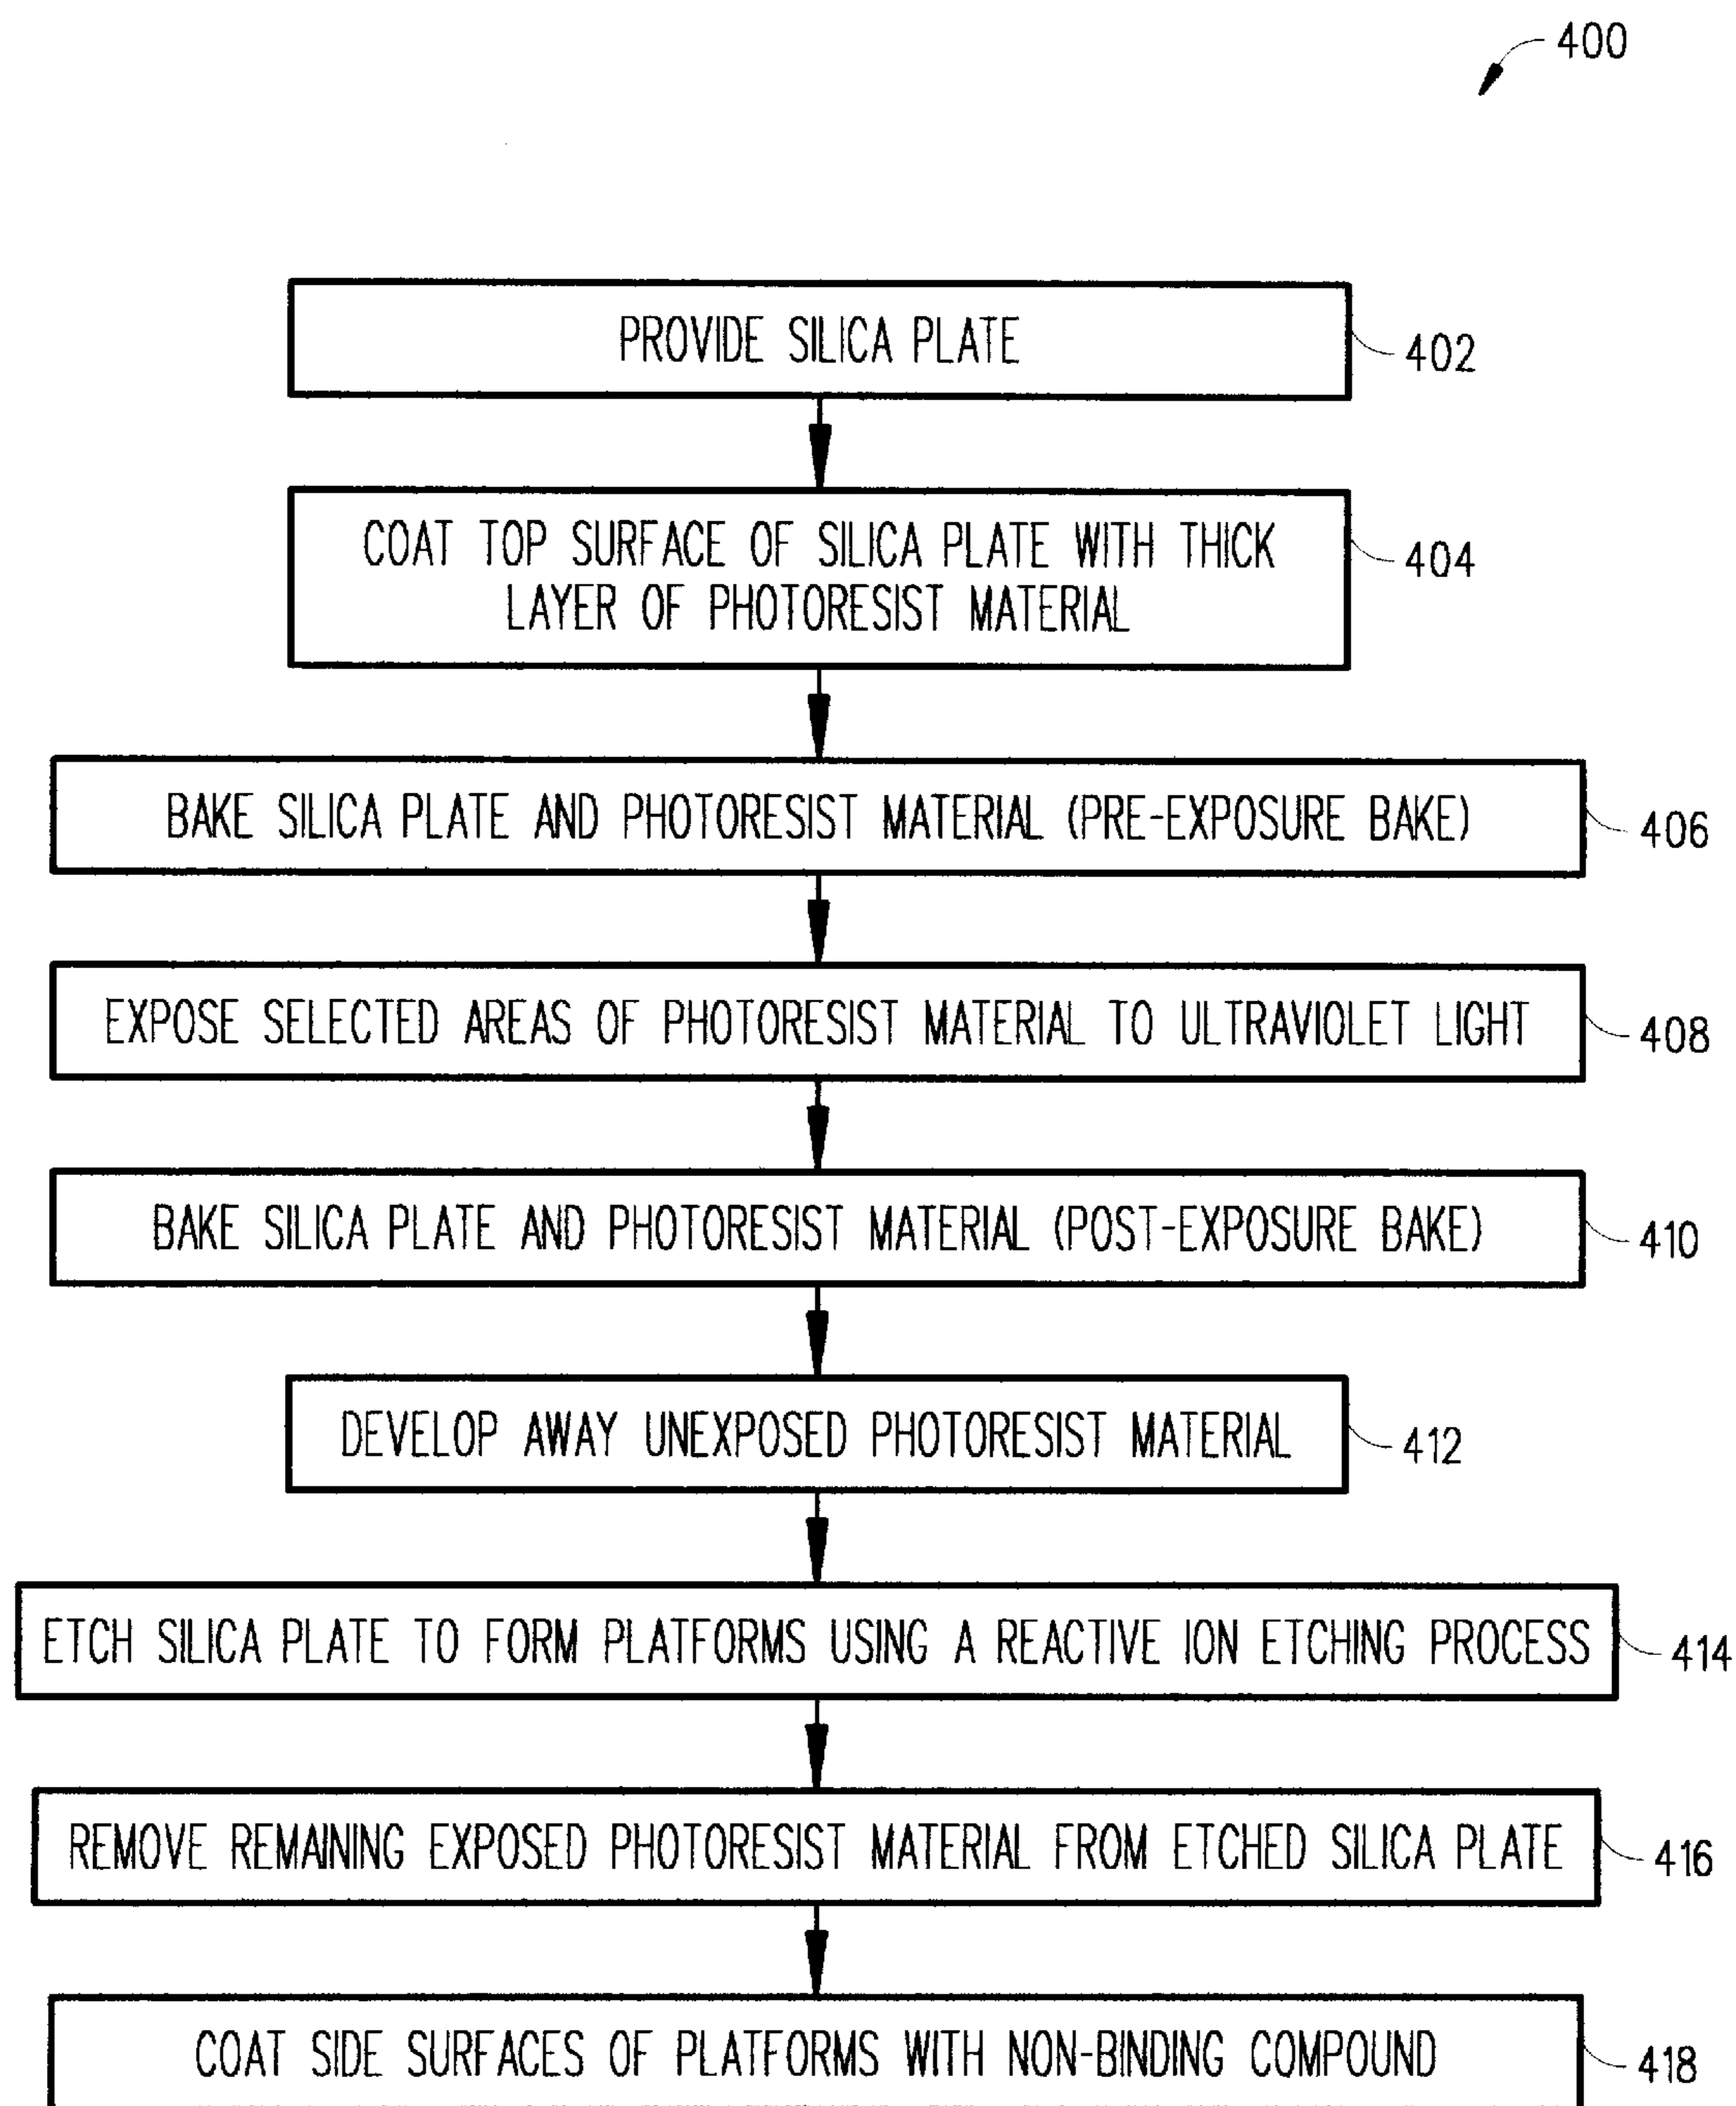 400
PROVIDE SILICA PLATE
402
COAT TOP SURFACE OF SILICA PLATE WITH THICK
LAYER OF PHOTORESIST MATERIAL
404
BAKE SILICA PLATE AND PHOTORESIST MATERIAL (PRE-EXPOSURE BAKE)
406
EXPOSE SELECTED AREAS OF PHOTORESIST MATERIAL TO ULTRAVIOLET LIGHT
408
BAKE SILICA PLATE AND PHOTORESIST MATERIAL (POST-EXPOSURE BAKE)
410
DEVELOP AWAY UNEXPOSED PHOTORESIST MATERIAL
412
ETCH SILICA PLATE TO FORM PLATFORMS USING A REACTIVE ION ETCHING PROCESS
414
REMOVE REMAINING EXPOSED PHOTORESIST MATERIAL FROM ETCHED SILICA PLATE
416
COAT SIDE SURFACES OF PLATFORMS WITH NON-BINDING COMPOUND
418